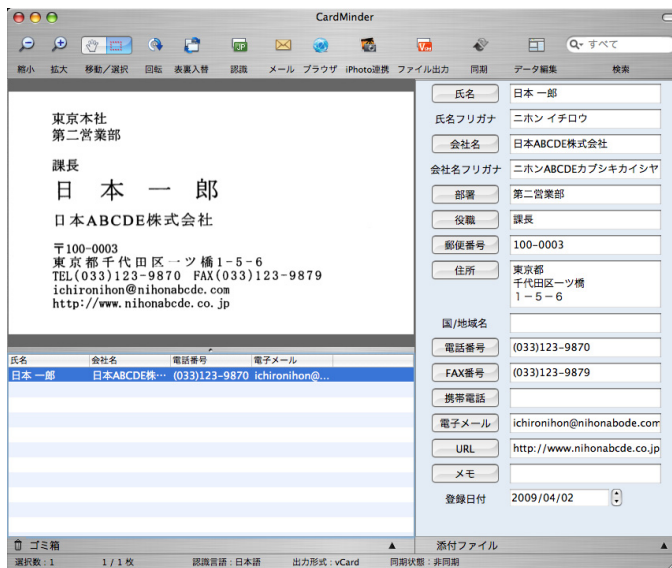 CardMinder
縮小 拡大 移動/選択 回転 表裏入替 認識 メール ブラウザ iPhoto連携 ファイル出力 同期 データ編集 検索
すべて
東京本社
第二営業部
課長
日 本 一 郎
日本ABCDE株式会社
〒100-0003
東京都千代田区一ツ橋1-5-6
TEL(033)123-9870 FAX(033)123-9879
ichironihon@nihonabcde.com
http://www.nihonabcde.co.jp
氏名 会社名 電話番号 電子メール
日本 一郎 日本ABCDE株… (033)123-9870 ichironihon@...
ゴミ箱
氏名 日本 一郎
氏名フリガナ ニホン イチロウ
会社名 日本ABCDE株式会社
会社名フリガナ ニホンABCDEカブシキカイシヤ
部署 第二営業部
役職 課長
郵便番号 100-0003
住所 東京都
千代田区一ツ橋
1-5-6
国/地域名
電話番号 (033)123-9870
FAX番号 (033)123-9879
携帯電話
電子メール ichironihon@nihonabode.com
URL http://www.nihonabcde.co.jp
メモ
登録日付 2009/04/02
添付ファイル
選択数:1 1/1 枚 認識言語:日本語 出力形式:vCard 同期状態:非同期